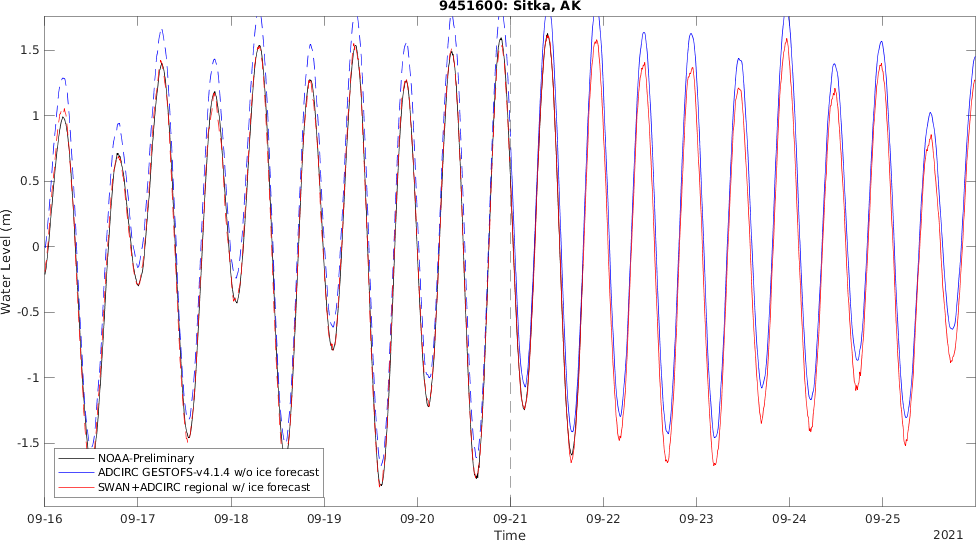 9451600: Sitka, AK
Water Level (m)
1.5
1
0.5
0
-0.5
-1
-1.5
NOAA-Preliminary
ADCIRC GESTOFS-v4.1.4 w/o ice forecast
SWAN+ADCIRC regional w/ ice forecast
09-16 09-17 09-18 09-19 09-20 09-21 09-22 09-23 09-24 09-25
Time
2021